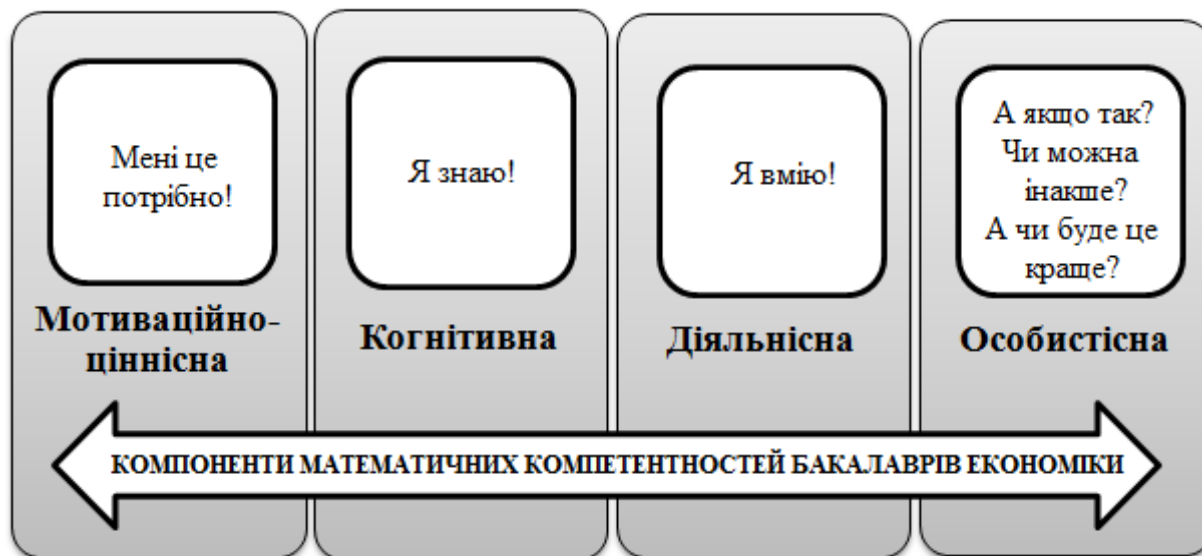 Мені це
потрібно!
Мотиваційно-
ціннісна
Я знаю!
Когнітивна
Я вмію!
Діяльнісна
А якщо так?
Чи можна
інакше?
А чи буде це
краще?
Особистісна
КОМПОНЕНТИ МАТЕМАТИЧНИХ КОМПЕТЕНТНОСТЕЙ БАКАЛАВРІВ ЕКОНОМІКИ